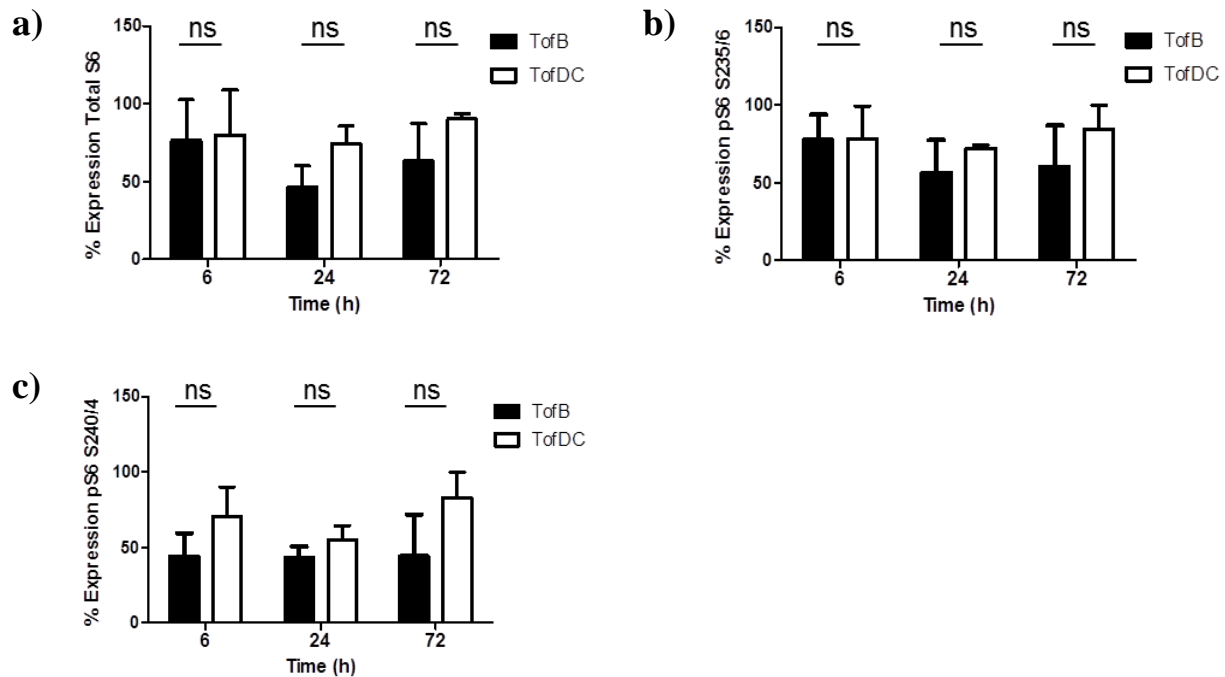 a)
% Expression Total S6
150
100
50
0
ns ns ns
6 24 72
Time (h)
TofB
TofDC
b)
% Expression pS6 S235/6
150
100
50
0
ns ns ns
6 24 72
Time (h)
TofB
TofDC
c)
% Expression pS6 S240/4
150
100
50
0
ns ns ns
6 24 72
Time (h)
TofB
TofDC